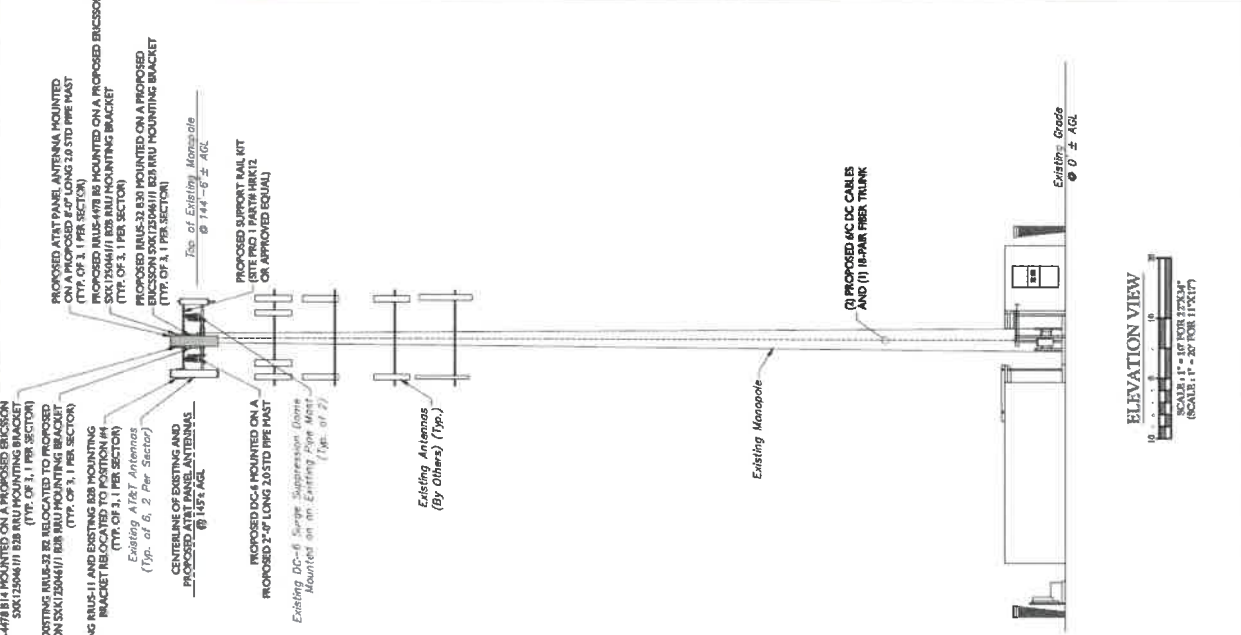 PROPOSED AT&T PANEL ANTENNA MOUNTED
ON A PROPOSED 8'-0" LONG 2.0 STD PIPE MAST
(TYP. OF 3, 1 PER SECTOR)
PROPOSED RRUS-4478 B5 MOUNTED ON A PROPOSED ERICSSON
SXK1250461/1 B2B RRU MOUNTING BRACKET
(TYP. OF 3, 1 PER SECTOR)
PROPOSED RRUS-32 B30 MOUNTED ON A PROPOSED
ERICSSON SXK1250461/1 B2B RRU MOUNTING BRACKET
(TYP. OF 3, 1 PER SECTOR)
Top of Existing Monopole
@ 144'-6" ± AGL
PROPOSED SUPPORT RAIL KIT
(SITE PRO 1 PART# HRK12
OR APPROVED EQUAL)
4478 B14 MOUNTED ON A PROPOSED ERICSSON
SXK1250461/1 B2B RRU MOUNTING BRACKET
(TYP. OF 3, 1 PER SECTOR)
EXISTING RRUS-32 B2 RELOCATED TO PROPOSED
ON SXK1250461/1 B2B RRU MOUNTING BRACKET
(TYP. OF 3, 1 PER SECTOR)
NG RRUS-11 AND EXISTING B2B MOUNTING
BRACKET RELOCATED TO POSITION #4
(TYP. OF 3, 1 PER SECTOR)
Existing AT&T Antennas
(Typ. of 6, 2 Per Sector)
CENTERLINE OF EXISTING AND
PROPOSED AT&T PANEL ANTENNAS
@ 145'± AGL
PROPOSED DC-6 MOUNTED ON A
PROPOSED 2'-0" LONG 2.0 STD PIPE MAST
Existing DC-6 Surge Suppression Dome
Mounted on an Existing Pipe Mast
(Typ. of 2)
Existing Antennas
(By Others) (Typ.)
Existing Monopole
(2) PROPOSED 6/C DC CABLES
AND (1) 18-PAIR FIBER TRUNK
Existing Grade
@ 0' ± AGL
ELEVATION VIEW
10 0 10 20
SCALE: 1" = 10' FOR 22"X34"
(SCALE: 1" = 20' FOR 11"X17")